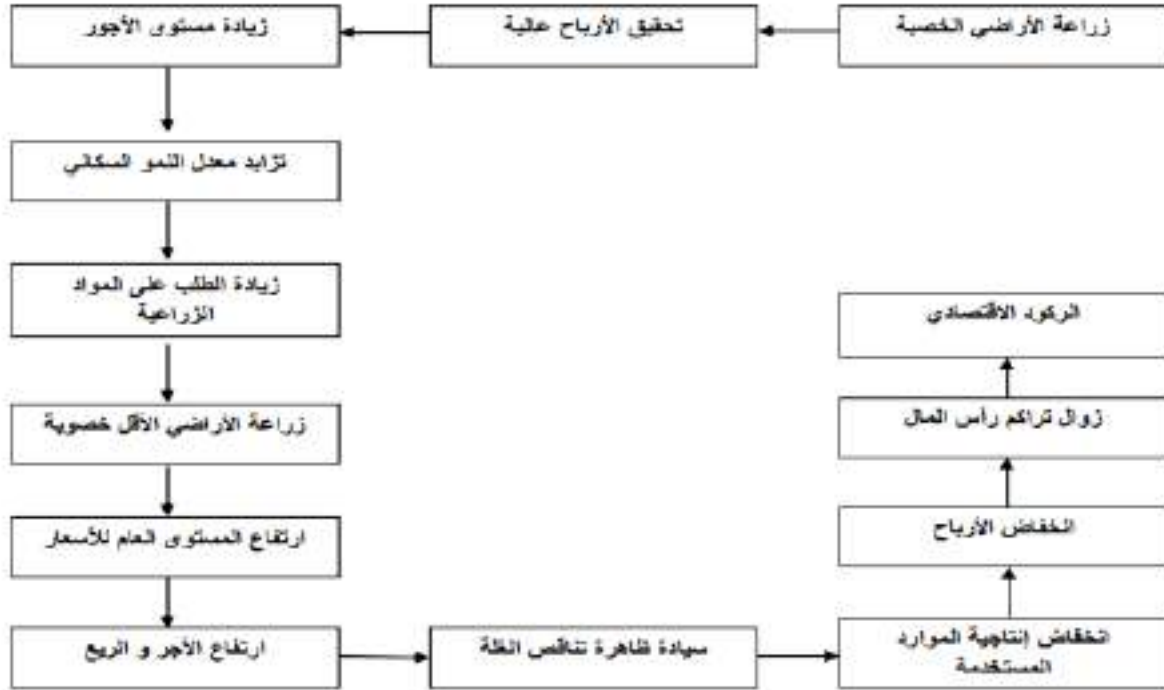 زراعة الأراضي الخصبة
تحقيق الأرباح عالية
زيادة مستوى الأجور
تزايد معدل النمو السكاني
زيادة الطلب على المواد
الزراعية
زراعة الأراضي الأقل خصوبة
ارتفاع المستوى العام للأسعار
ارتفاع الأجر و الريع
سيادة ظاهرة تناقص الغلة
انخفاض إنتاجية الموارد
المستخدمة
انخفاض الأرباح
زوال تراكم رأس المال
الركود الاقتصادي